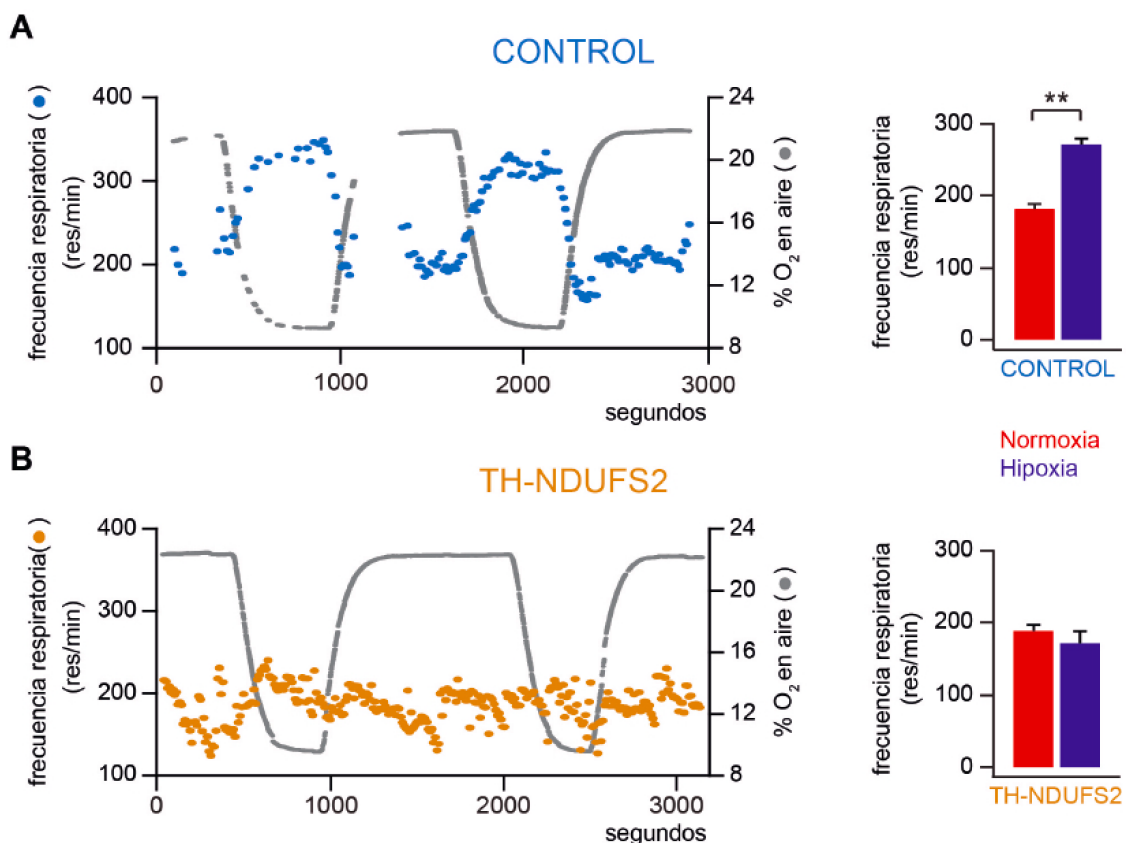 A
CONTROL
frecuencia respiratoria (●)
(res/min)
400
300
200
100
24
20
16
12
8
% O₂ en aire (●)
0
1000
2000
3000
segundos
frecuencia respiratoria
(res/min)
300
200
100
0
**
CONTROL
Normoxia
Hipoxia
B
TH-NDUFS2
frecuencia respiratoria(●)
(res/min)
400
300
200
100
24
22
16
12
8
% O₂ en aire (●)
0
1000
2000
3000
segundos
frecuencia respiratoria
(res/min)
300
200
100
0
TH-NDUFS2